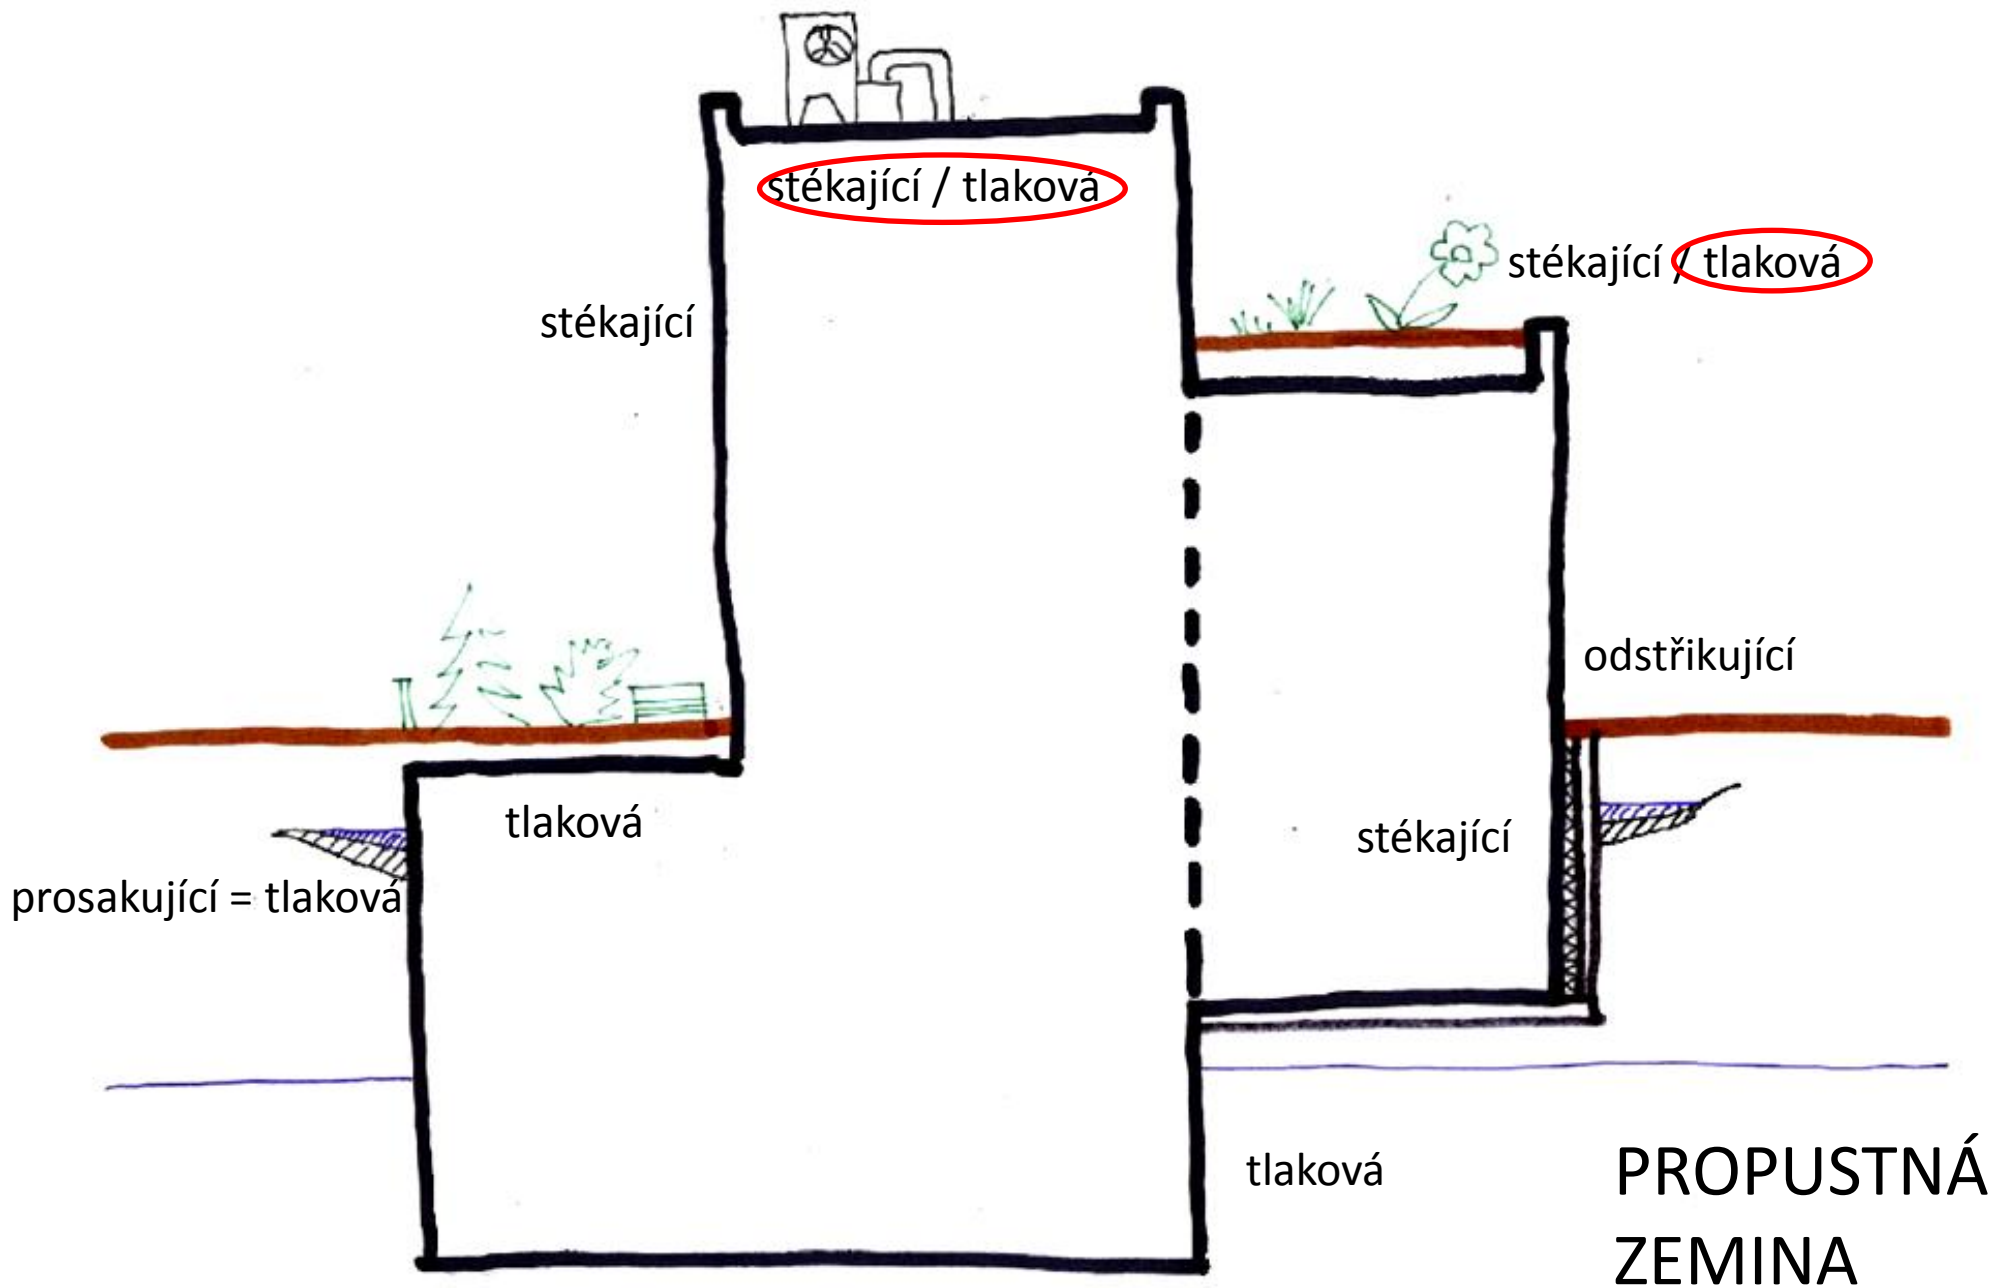 stékající / tlaková
stékající / tlaková
stékající
odstřikující
tlaková
stékající
prosakující = tlaková
tlaková
PROPUSTNÁ
ZEMINA